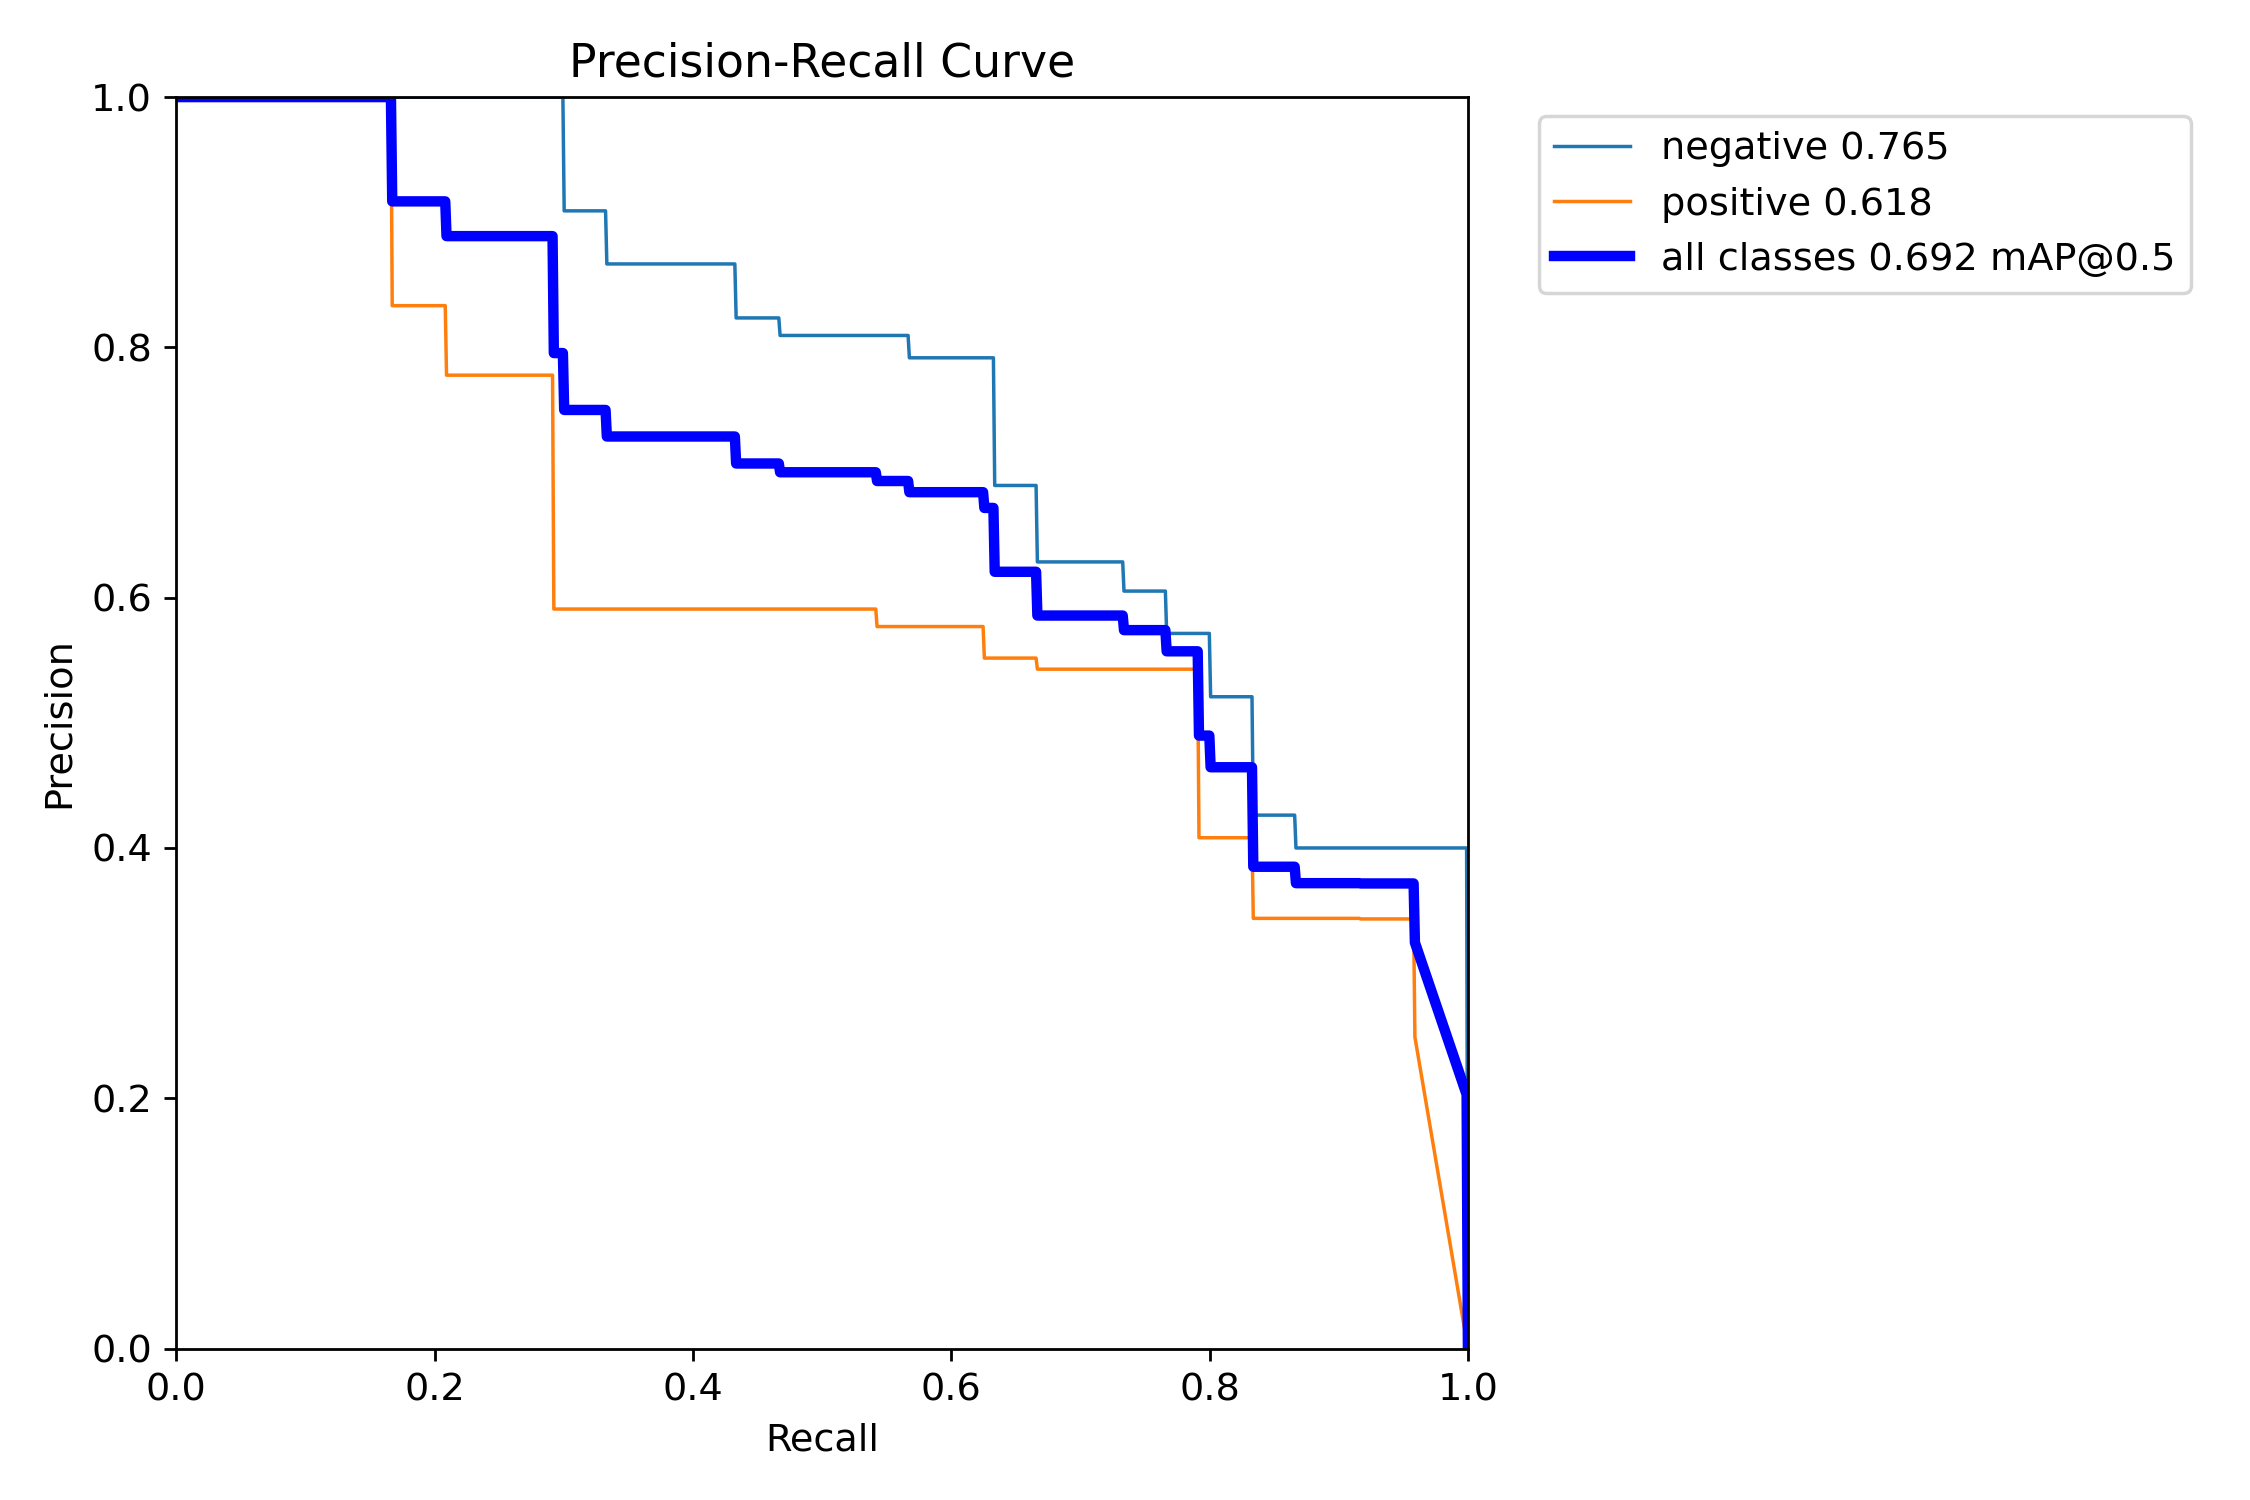 Precision-Recall Curve
1.0
0.8
0.6
0.4
0.2
0.0
Precision
0.0 0.2 0.4 0.6 0.8 1.0
Recall
negative 0.765
positive 0.618
all classes 0.692 mAP@0.5